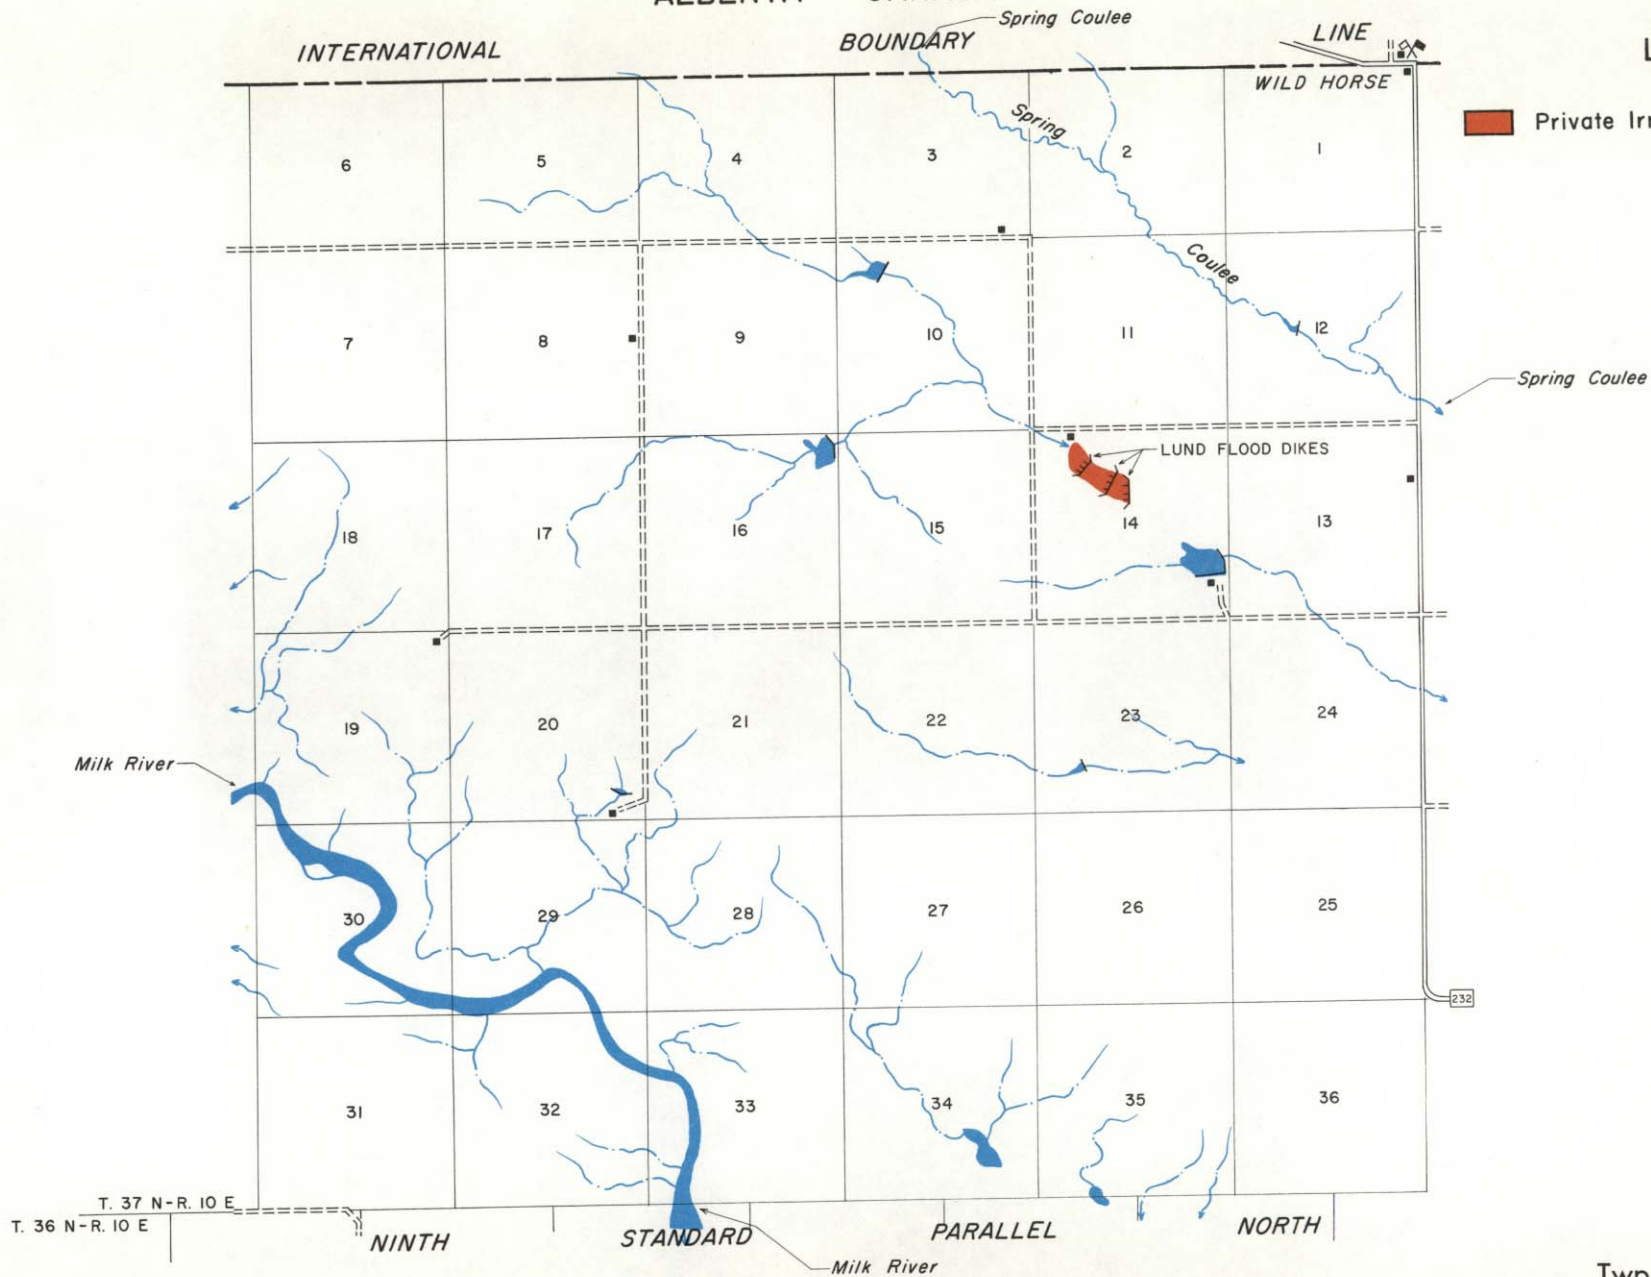 Spring Coulee
INTERNATIONAL BOUNDARY LINE
WILD HORSE
Spring
6 5 4 3 2 1
Coulee
7 8 9 10 11 12
Spring Coulee
LUND FLOOD DIKES
18 17 16 15 14 13
19 20 21 22 23 24
Milk River
30 29 28 27 26 25
232
31 32 33 34 35 36
T. 37 N-R. 10 E
T. 36 N-R. 10 E
NINTH STANDARD PARALLEL NORTH
Milk River
Private